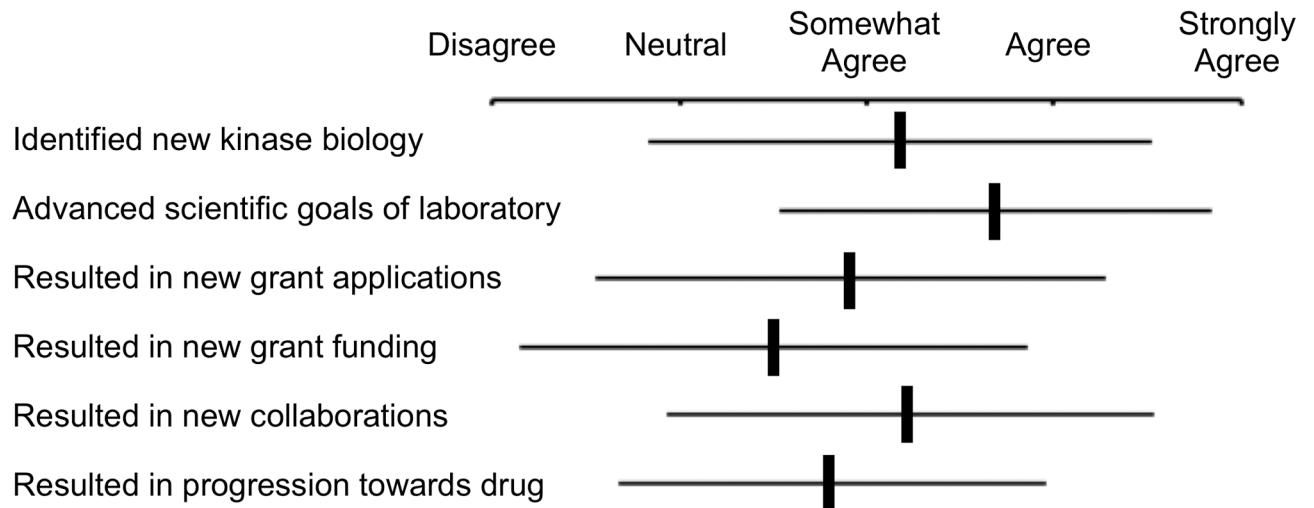 Disagree Neutral Somewhat Agree Agree Strongly Agree
Identified new kinase biology
Advanced scientific goals of laboratory
Resulted in new grant applications
Resulted in new grant funding
Resulted in new collaborations
Resulted in progression towards drug